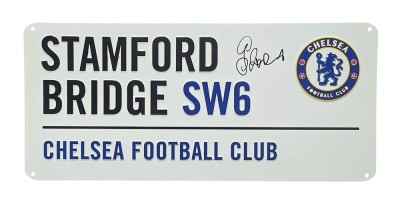 STAMFORD
BRIDGE SW6
CHELSEA
FOOTBALL CLUB
CHELSEA FOOTBALL CLUB